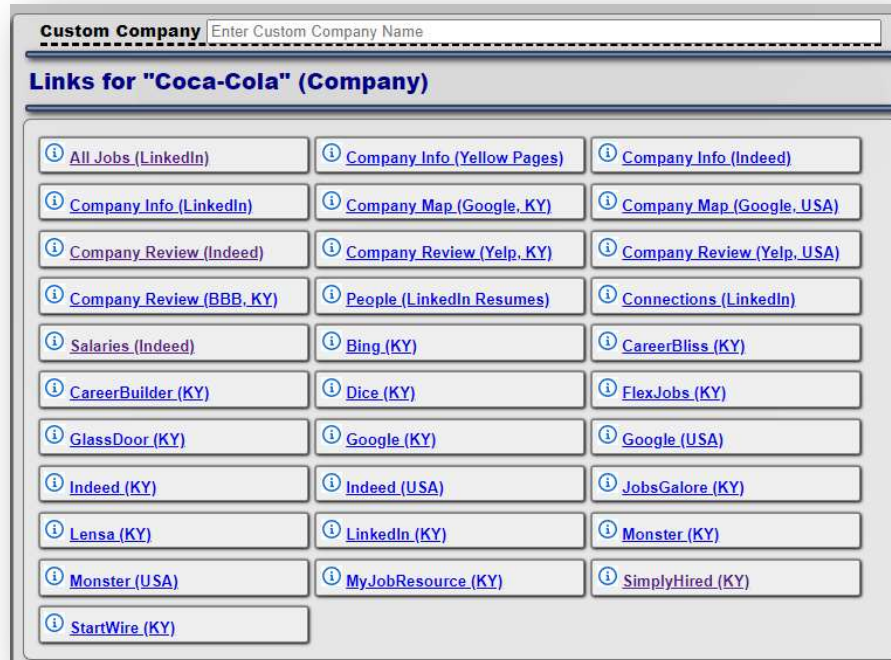 Custom Company Enter Custom Company Name
Links for "Coca-Cola" (Company)
All Jobs (LinkedIn) Company Info (Yellow Pages) Company Info (Indeed)
Company Info (LinkedIn) Company Map (Google, KY) Company Map (Google, USA)
Company Review (Indeed) Company Review (Yelp, KY) Company Review (Yelp, USA)
Company Review (BBB, KY) People (LinkedIn Resumes) Connections (LinkedIn)
Salaries (Indeed) Bing (KY) CareerBliss (KY)
CareerBuilder (KY) Dice (KY) FlexJobs (KY)
GlassDoor (KY) Google (KY) Google (USA)
Indeed (KY) Indeed (USA) JobsGalore (KY)
Lensa (KY) LinkedIn (KY) Monster (KY)
Monster (USA) MyJobResource (KY) SimplyHired (KY)
StartWire (KY)